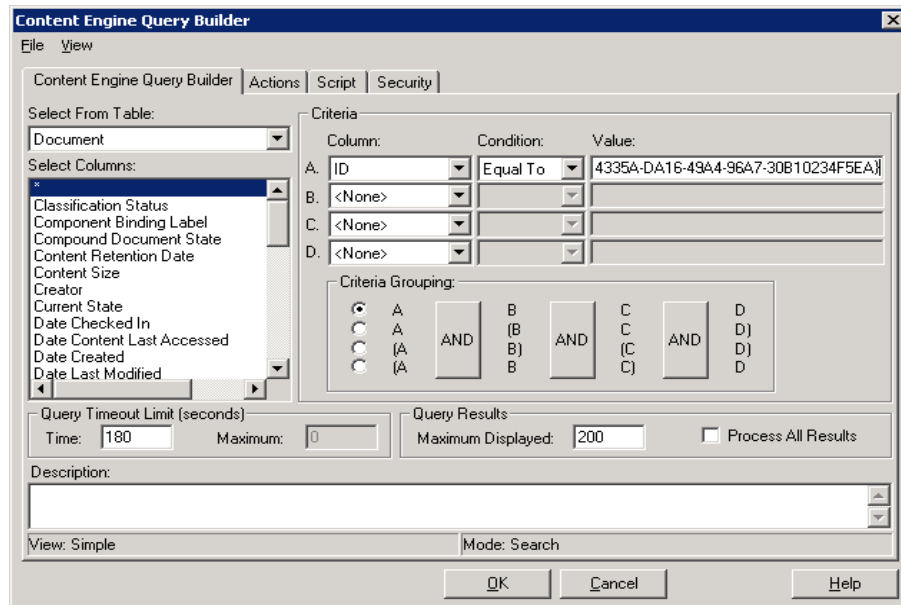 Content Engine Query Builder
File View
Content Engine Query Builder Actions Script Security
Select From Table:
Document
Select Columns:
*
Classification Status
Component Binding Label
Compound Document State
Content Retention Date
Content Size
Creator
Current State
Date Checked In
Date Content Last Accessed
Date Created
Date Last Modified
Criteria
Column: Condition: Value:
A. ID Equal To 4335A-DA16-49A4-96A7-30B10234F5EA}
B. <None>
C. <None>
D. <None>
Criteria Grouping:
A B C D
A (B C D)
(A B) (C D)
(A B C) D
AND AND AND
Query Timeout Limit (seconds)
Time: 180 Maximum: 0
Query Results
Maximum Displayed: 200 Process All Results
Description:
View: Simple Mode: Search
OK Cancel Help